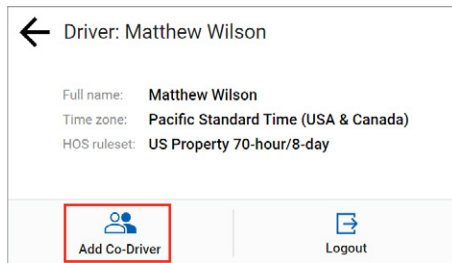 Driver: Matthew Wilson
Full name: Matthew Wilson
Time zone: Pacific Standard Time (USA & Canada)
HOS ruleset: US Property 70-hour/8-day
Add Co-Driver Logout